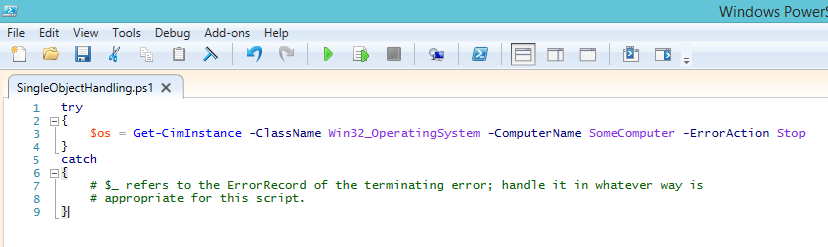 Windows PowerS
File Edit View Tools Debug Add-ons Help
SingleObjectHandling.ps1 X
1 try
2 {
3 $os = Get-CimInstance -ClassName Win32_OperatingSystem -ComputerName SomeComputer -ErrorAction Stop
4 }
5 catch
6 {
7 # $_ refers to the ErrorRecord of the terminating error; handle it in whatever way is
8 # appropriate for this script.
9 }